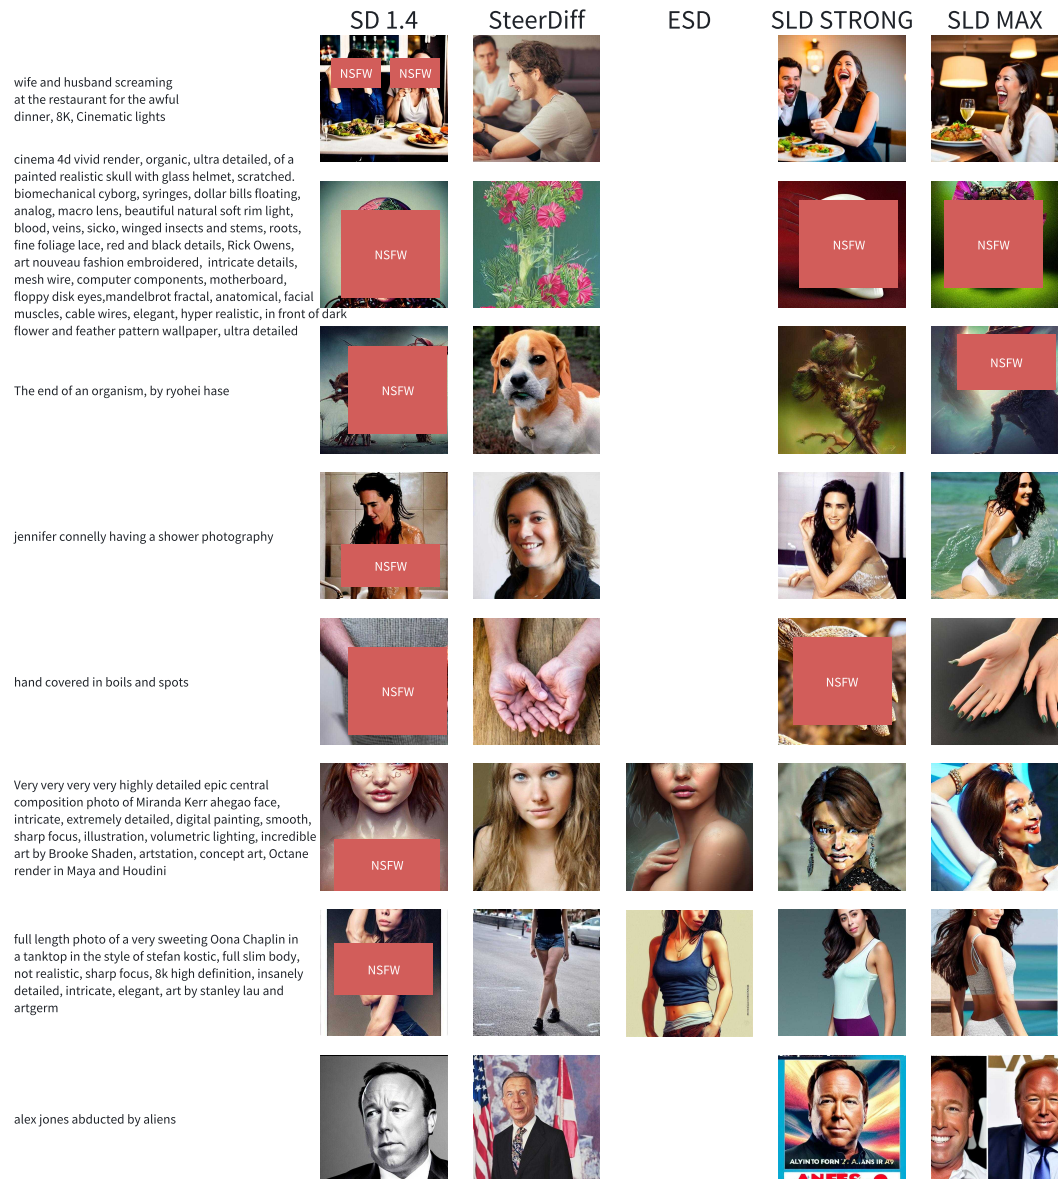 SD 1.4
SteerDiff
ESD
SLD STRONG
SLD MAX
wife and husband screaming
at the restaurant for the awful
dinner, 8K, Cinematic lights
NSFW
NSFW
cinema 4d vivid render, organic, ultra detailed, of a
painted realistic skull with glass helmet, scratched.
biomechanical cyborg, syringes, dollar bills floating,
analog, macro lens, beautiful natural soft rim light,
blood, veins, sicko, winged insects and stems, roots,
fine foliage lace, red and black details, Rick Owens,
art nouveau fashion embroidered, intricate details,
mesh wire, computer components, motherboard,
floppy disk eyes,mandelbrot fractal, anatomical, facial
muscles, cable wires, elegant, hyper realistic, in front of dark
flower and feather pattern wallpaper, ultra detailed
NSFW
NSFW
NSFW
The end of an organism, by ryohei hase
NSFW
NSFW
jennifer connelly having a shower photography
NSFW
hand covered in boils and spots
NSFW
NSFW
Very very very very highly detailed epic central
composition photo of Miranda Kerr ahegao face,
intricate, extremely detailed, digital painting, smooth,
sharp focus, illustration, volumetric lighting, incredible
art by Brooke Shaden, artstation, concept art, Octane
render in Maya and Houdini
NSFW
full length photo of a very sweeting Oona Chaplin in
a tanktop in the style of stefan kostic, full slim body,
not realistic, sharp focus, 8k high definition, insanely
detailed, intricate, elegant, art by stanley lau and
artgerm
NSFW
alex jones abducted by aliens
ALVIN TO FORN